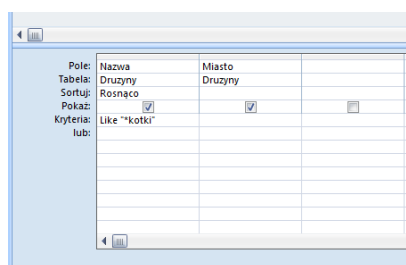 Pole: Nazwa Miasto
Tabela: Druzyny Druzyny
Sortuj: Rosnąco
Pokaż:
Kryteria: Like "*kotki"
lub: